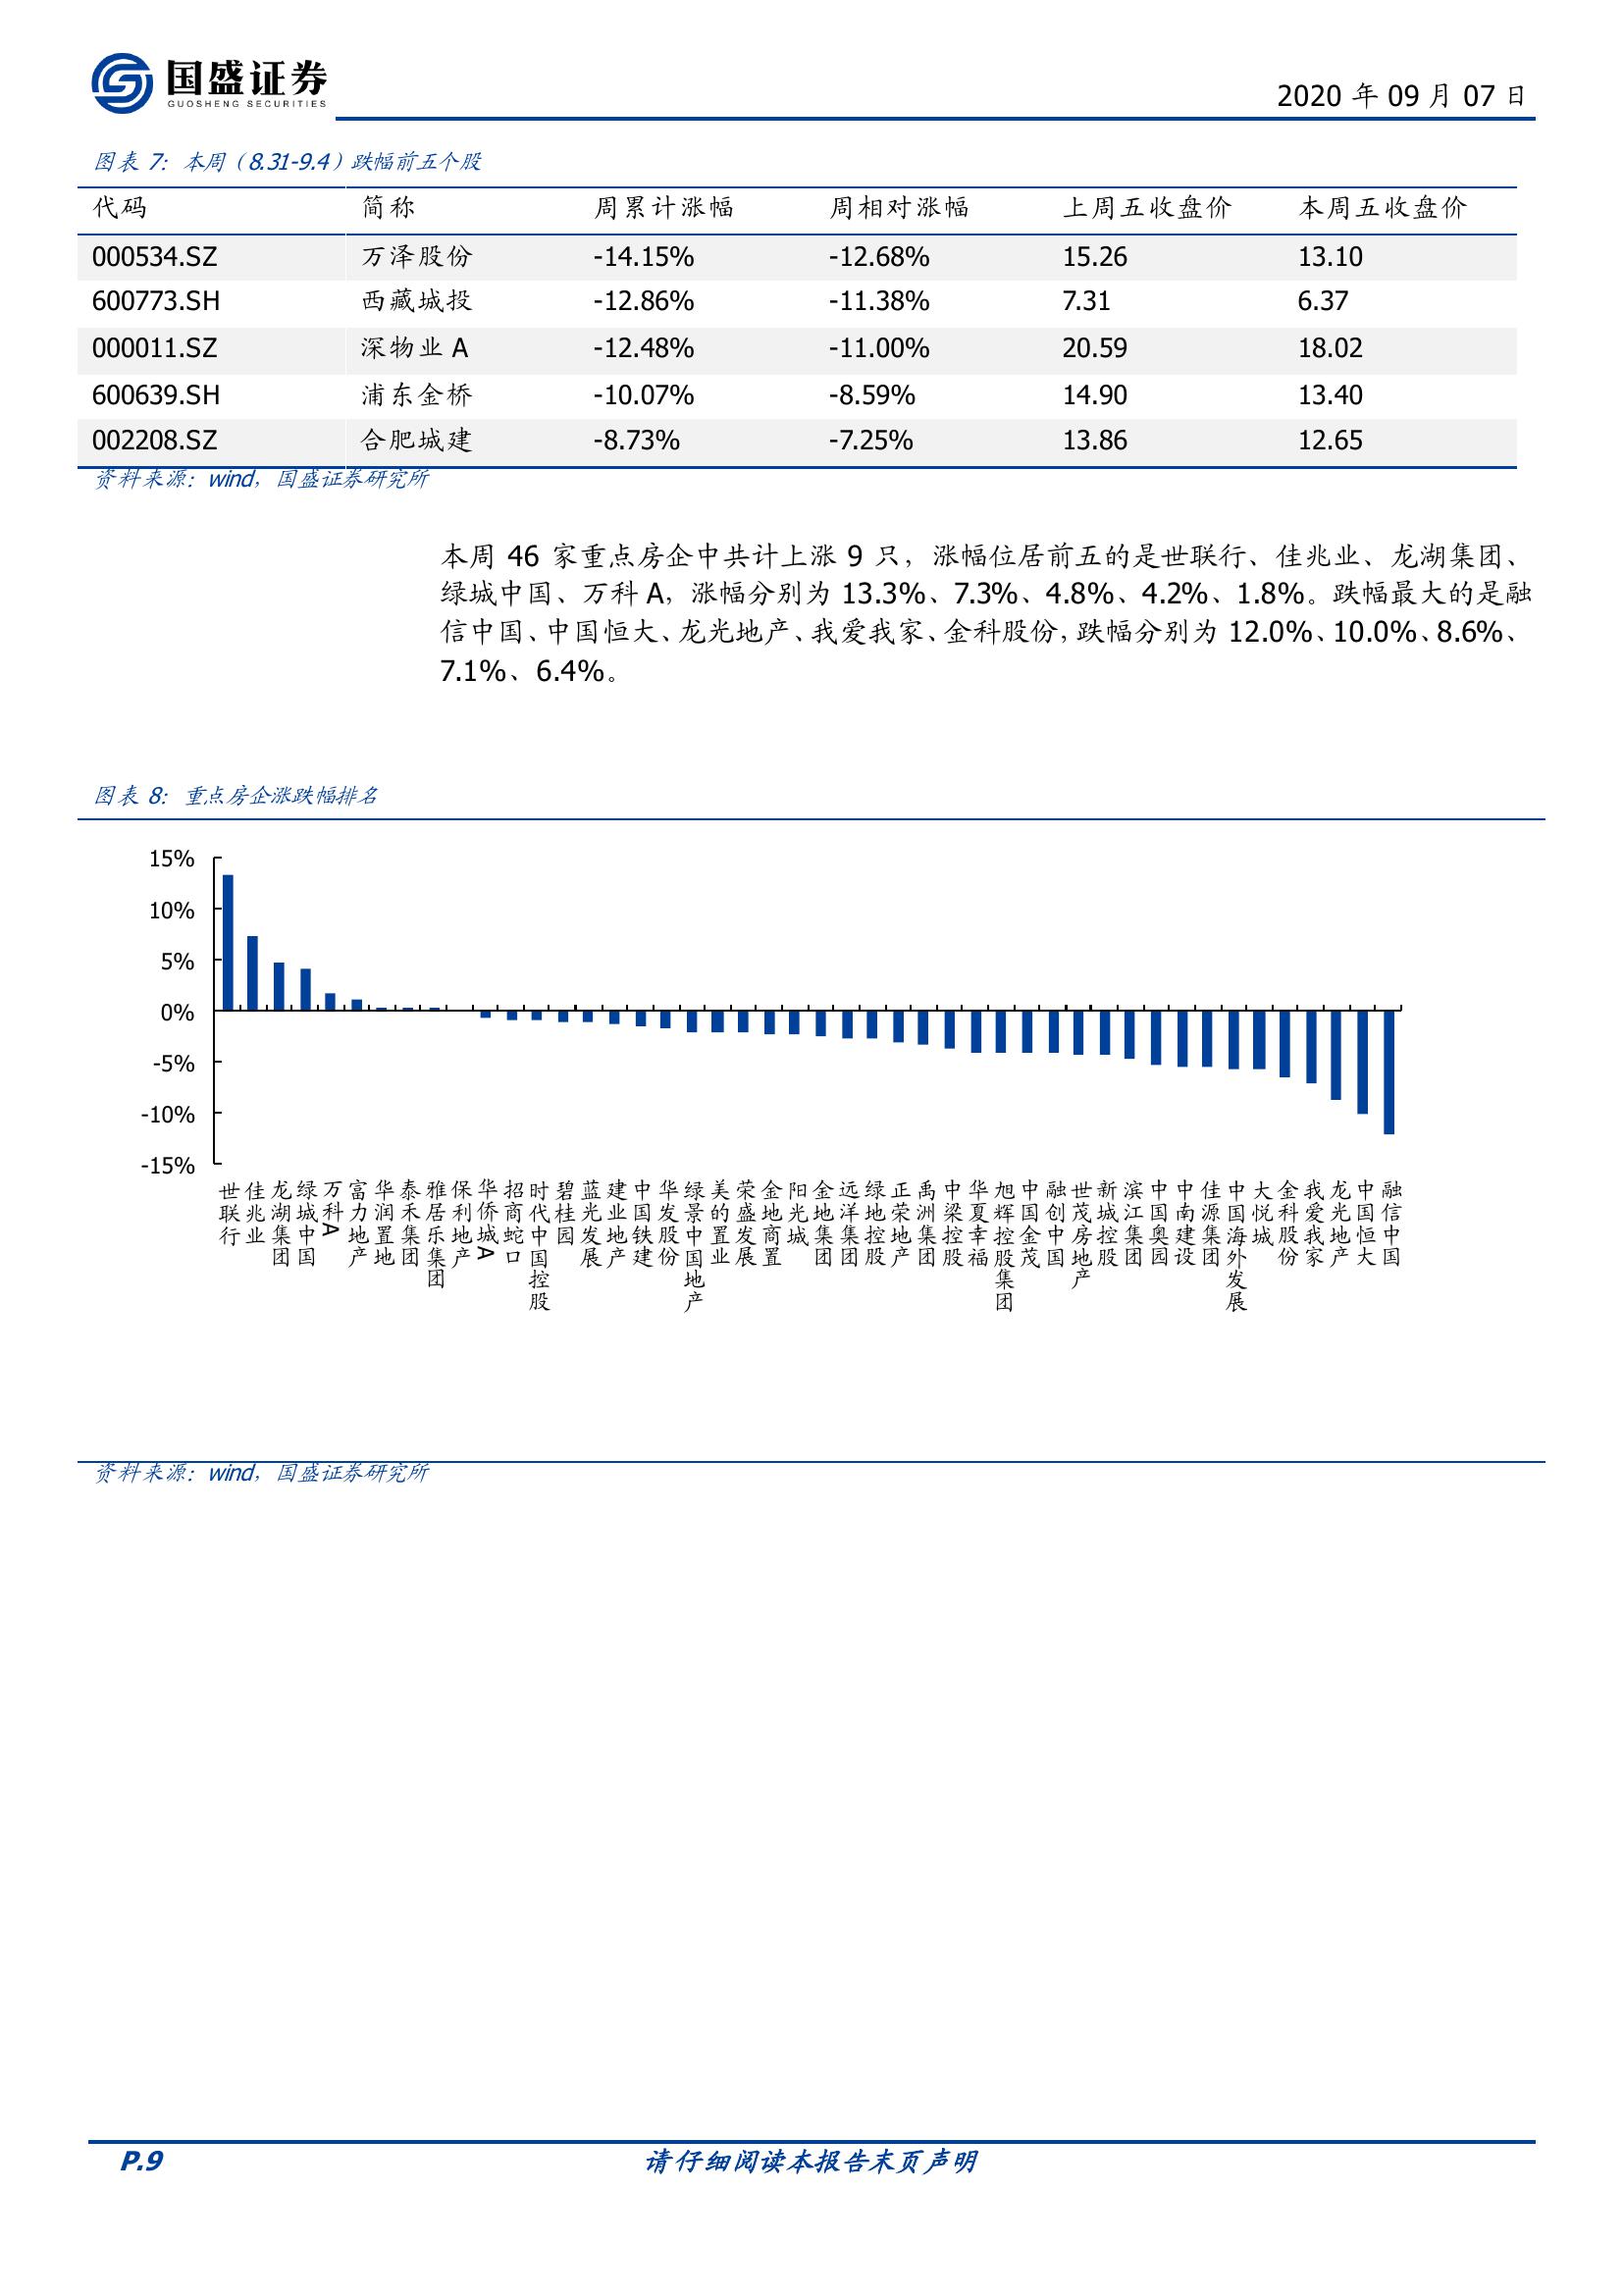 国盛证券
GUOSHENG SECURITIES
2020 年 09 月 07 日
图表 7：本周（8.31-9.4）跌幅前五个股
代码 简称 周累计涨幅 周相对涨幅 上周五收盘价 本周五收盘价
000534.SZ 万泽股份 -14.15% -12.68% 15.26 13.10
600773.SH 西藏城投 -12.86% -11.38% 7.31 6.37
000011.SZ 深物业 A -12.48% -11.00% 20.59 18.02
600639.SH 浦东金桥 -10.07% -8.59% 14.90 13.40
002208.SZ 合肥城建 -8.73% -7.25% 13.86 12.65
资料来源：wind，国盛证券研究所
本周 46 家重点房企中共计上涨 9 只，涨幅位居前五的是世联行、佳兆业、龙湖集团、
绿城中国、万科 A，涨幅分别为 13.3%、7.3%、4.8%、4.2%、1.8%。跌幅最大的是融
信中国、中国恒大、龙光地产、我爱我家、金科股份，跌幅分别为 12.0%、10.0%、8.6%、
7.1%、6.4%。
图表 8：重点房企涨跌幅排名
15%
10%
5%
0%
-5%
-10%
-15%
世联行
佳兆业
龙湖集团
绿城中国
万科A
富力地产
华润置地
泰禾集团
雅居乐集团
保利地产
华侨城A
招商蛇口
时代中国控股
碧桂园
蓝光发展
建业地产
中国铁建
华发股份
绿景中国地产
美的置业
荣盛发展
金地商置
阳光城
金地集团
远洋集团
绿地控股
正荣地产
禹洲集团
中梁控股
华夏幸福
旭辉控股集团
中国金茂
融创中国
世茂房地产
新城控股
滨江集团
中国奥园
中南建设
佳源集团
中国海外发展
大悦城
金科股份
我爱我家
龙光地产
中国恒大
融信中国
资料来源：wind，国盛证券研究所
P.9 请仔细阅读本报告末页声明